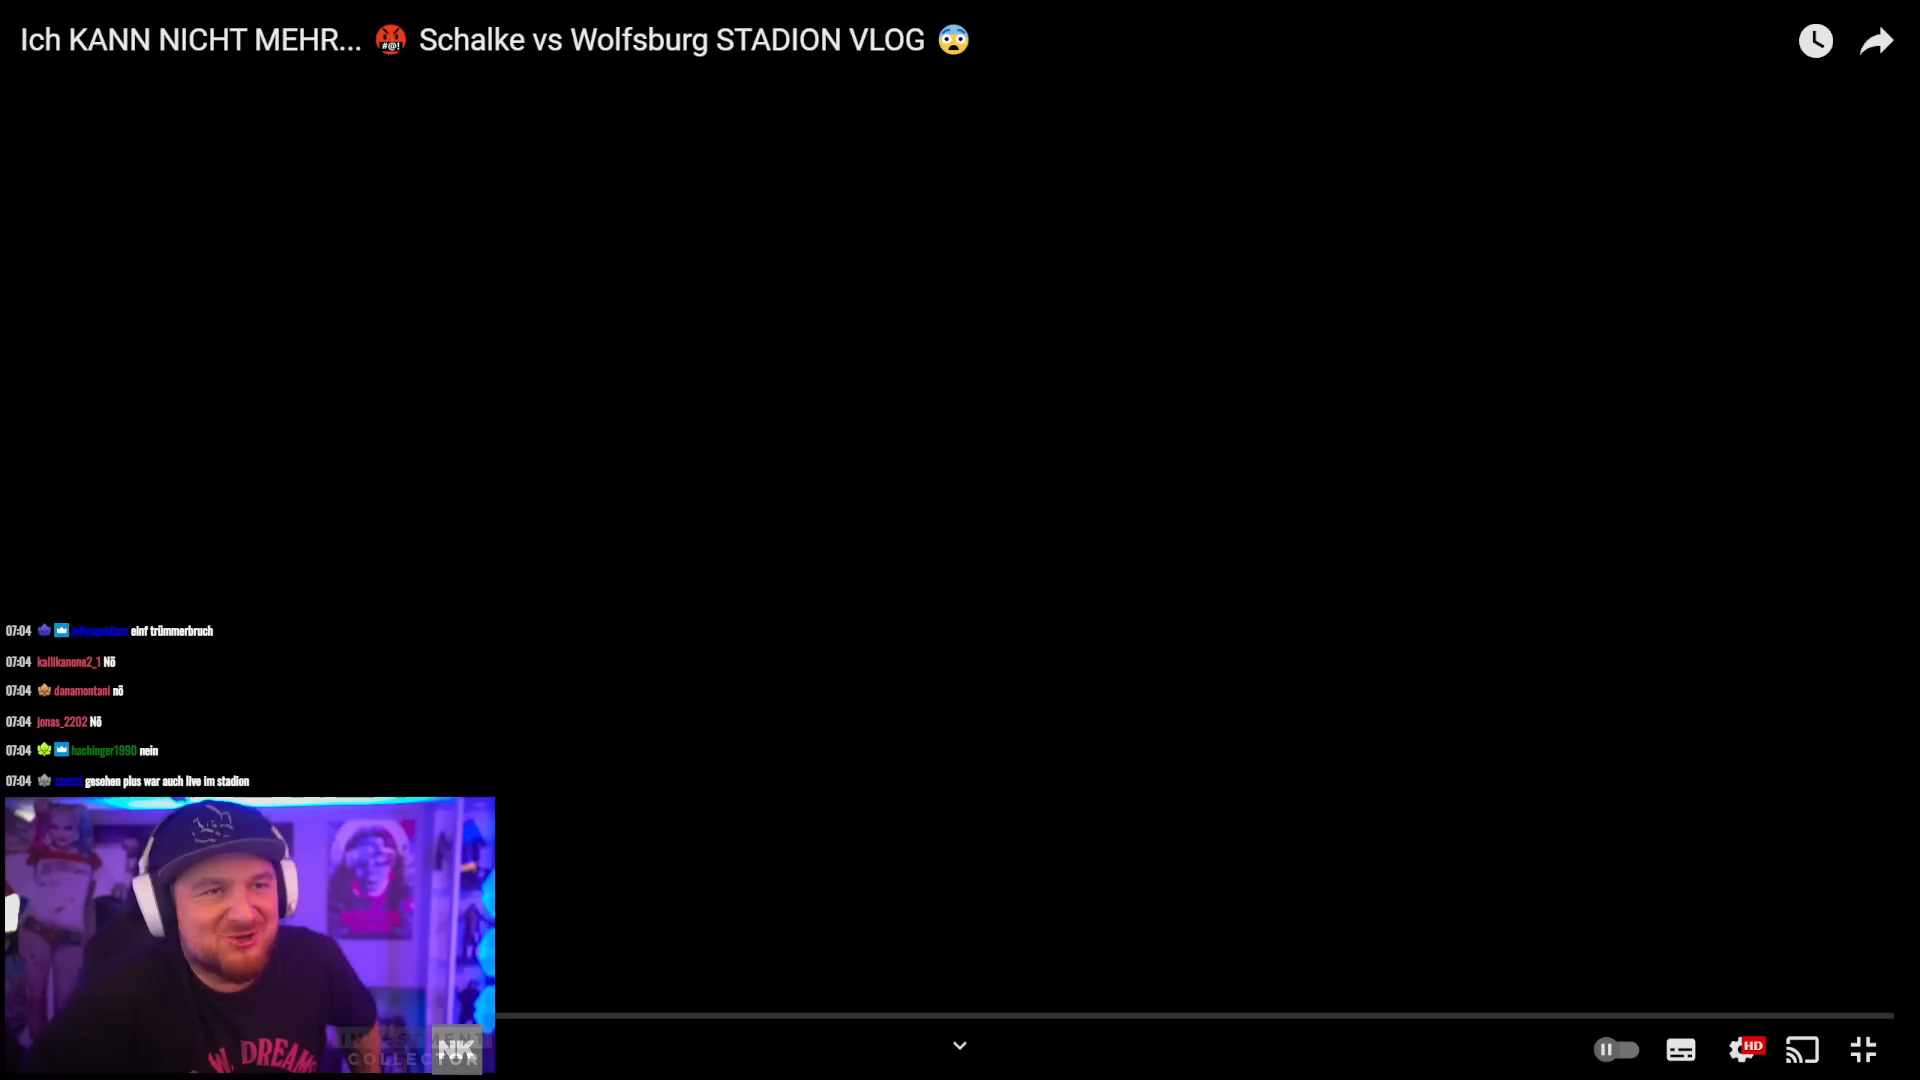 Ich KANN NICHT MEHR... 🤬 Schalke vs Wolfsburg STADION VLOG 😨
07:04 einf trümmerbruch
07:04 kallikanone2_1 Nö
07:04 danamontani nö
07:04 jonas_2202 Nö
07:04 hachinger1990 nein
07:04 gesehen plus war auch live im stadion
DREAMS
COLLECTOR
NK
HD